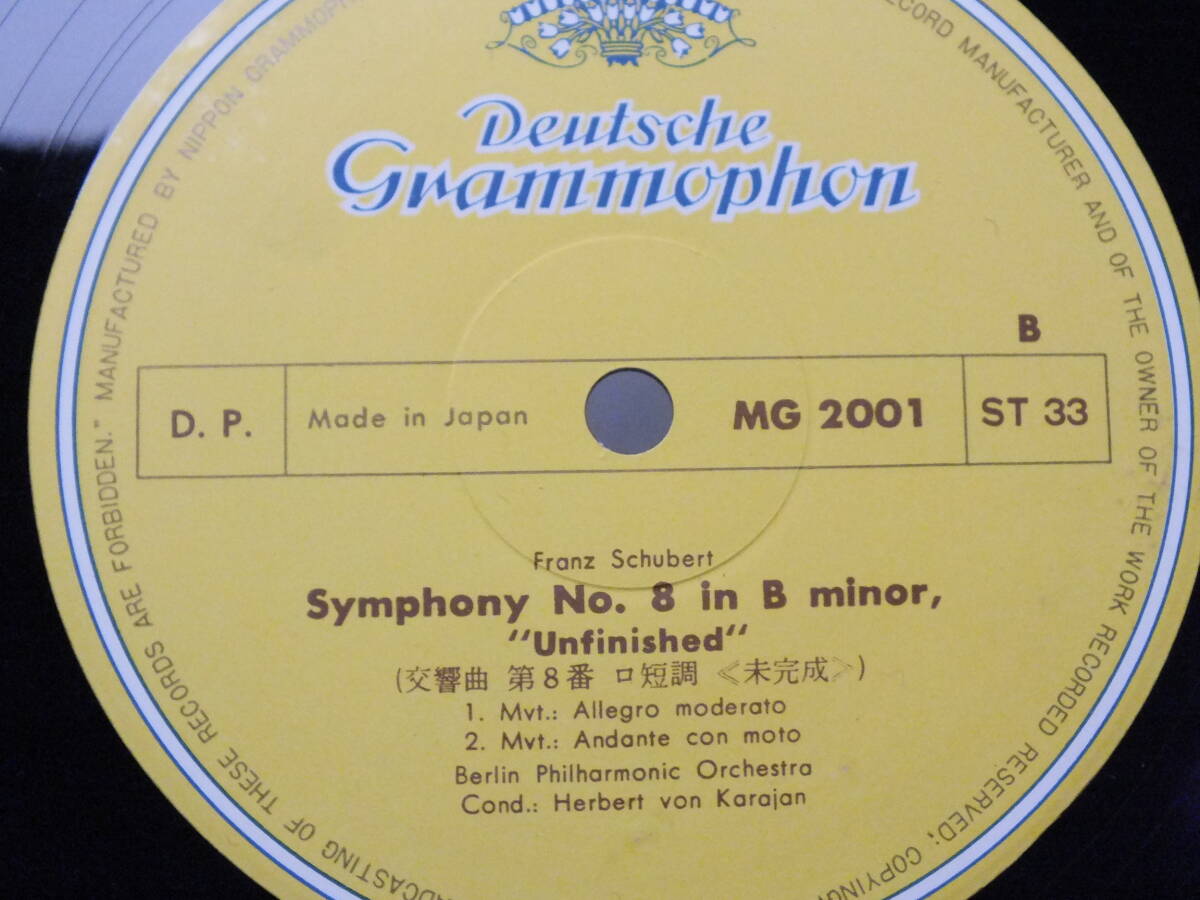 Deutsche
Grammophon
B
D. P. Made in Japan MG 2001 ST 33
Franz Schubert
Symphony No. 8 in B minor,
"Unfinished"
(交響曲 第8番 ロ短調 《未完成》)
1. Mvt.: Allegro moderato
2. Mvt.: Andante con moto
Berlin Philharmonic Orchestra
Cond.: Herbert von Karajan
RECORD MANUFACTURER AND OF THE OWNER OF THE WORK RECORDED RESERVED;
OF THESE RECORDS ARE FORBIDDEN." MANUFACTURED BY NIPPON